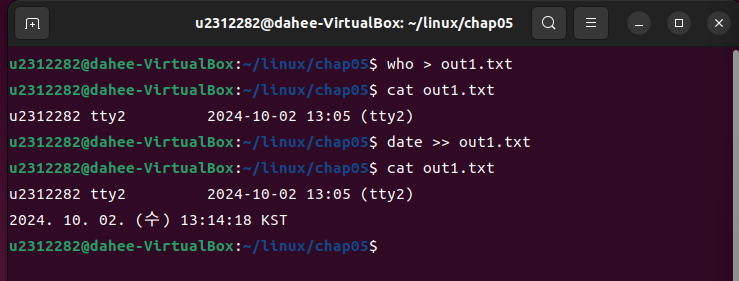 u2312282@dahee-VirtualBox: ~/linux/chap05
u2312282@dahee-VirtualBox:~/linux/chap05$ who > out1.txt
u2312282@dahee-VirtualBox:~/linux/chap05$ cat out1.txt
u2312282 tty2         2024-10-02 13:05 (tty2)
u2312282@dahee-VirtualBox:~/linux/chap05$ date >> out1.txt
u2312282@dahee-VirtualBox:~/linux/chap05$ cat out1.txt
u2312282 tty2         2024-10-02 13:05 (tty2)
2024. 10. 02. (수) 13:14:18 KST
u2312282@dahee-VirtualBox:~/linux/chap05$